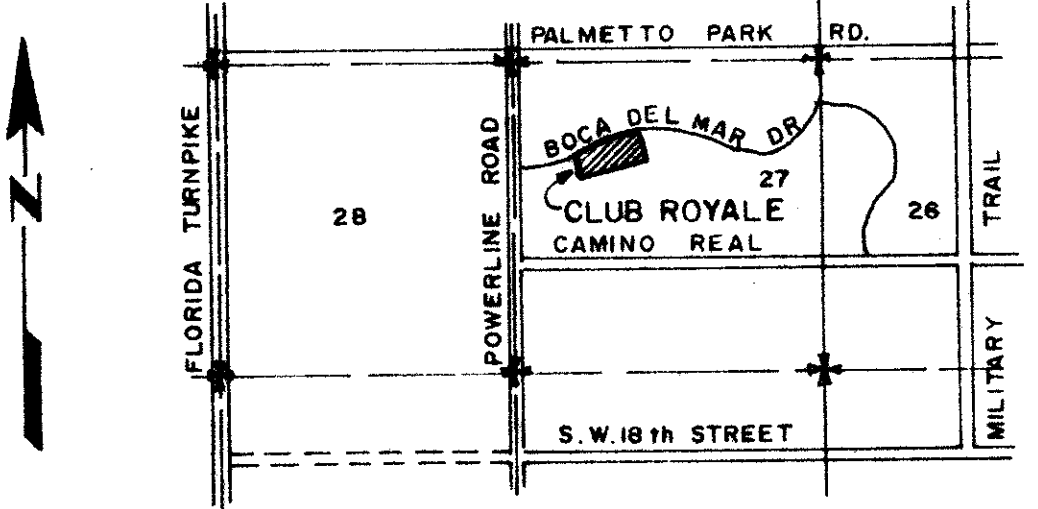 PALMETTO PARK RD.
BOCA DEL MAR DR
FLORIDA TURNPIKE
POWERLINE ROAD
N
28
27
26
CLUB ROYALE
CAMINO REAL
MILITARY TRAIL
S.W. 18th STREET